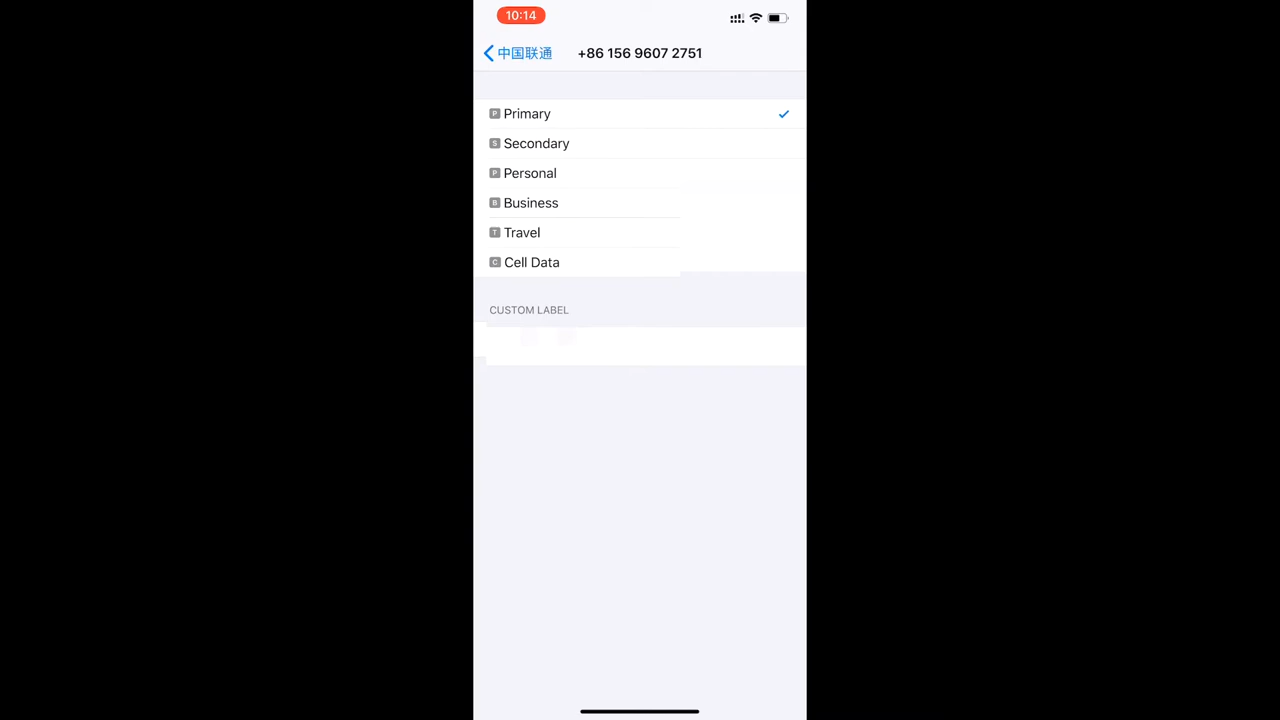 10:14
中国联通 +86 156 9607 2751
P Primary
S Secondary
P Personal
B Business
T Travel
C Cell Data
CUSTOM LABEL